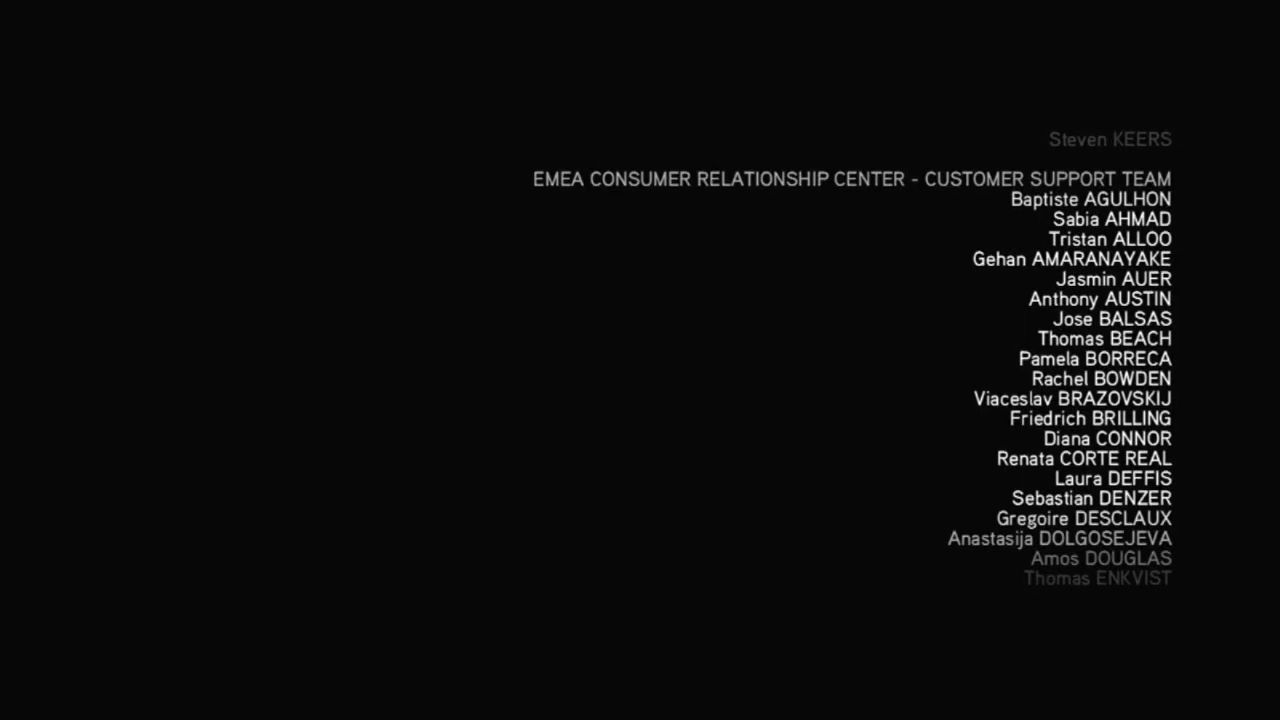 Steven KEERS
EMEA CONSUMER RELATIONSHIP CENTER - CUSTOMER SUPPORT TEAM
Baptiste AGULHON
Sabia AHMAD
Tristan ALLOO
Gehan AMARANAYAKE
Jasmin AUER
Anthony AUSTIN
Jose BALSAS
Thomas BEACH
Pamela BORRECA
Rachel BOWDEN
Viaceslav BRAZOVSKIJ
Friedrich BRILLING
Diana CONNOR
Renata CORTE REAL
Laura DEFFIS
Sebastian DENZER
Gregoire DESCLAUX
Anastasija DOLGOSEJEVA
Amos DOUGLAS
Thomas ENKVIST